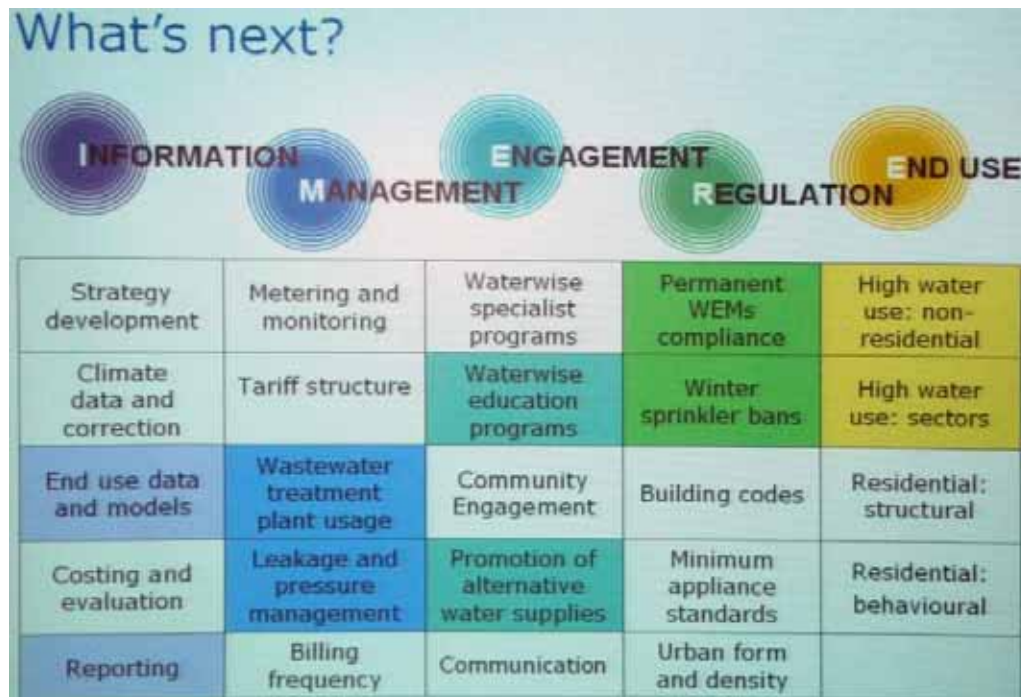 What's next?
INFORMATION
MANAGEMENT
ENGAGEMENT
REGULATION
END USE
Strategy
development
Metering and
monitoring
Waterwise
specialist
programs
Permanent
WEMs
compliance
High water
use: non-
residential
Climate
data and
correction
Tariff structure
Waterwise
education
programs
Winter
sprinkler bans
High water
use: sectors
End use data
and models
Wastewater
treatment
plant usage
Community
Engagement
Building codes
Residential:
structural
Costing and
evaluation
Leakage and
pressure
management
Promotion of
alternative
water supplies
Minimum
appliance
standards
Residential:
behavioural
Reporting
Billing
frequency
Communication
Urban form
and density